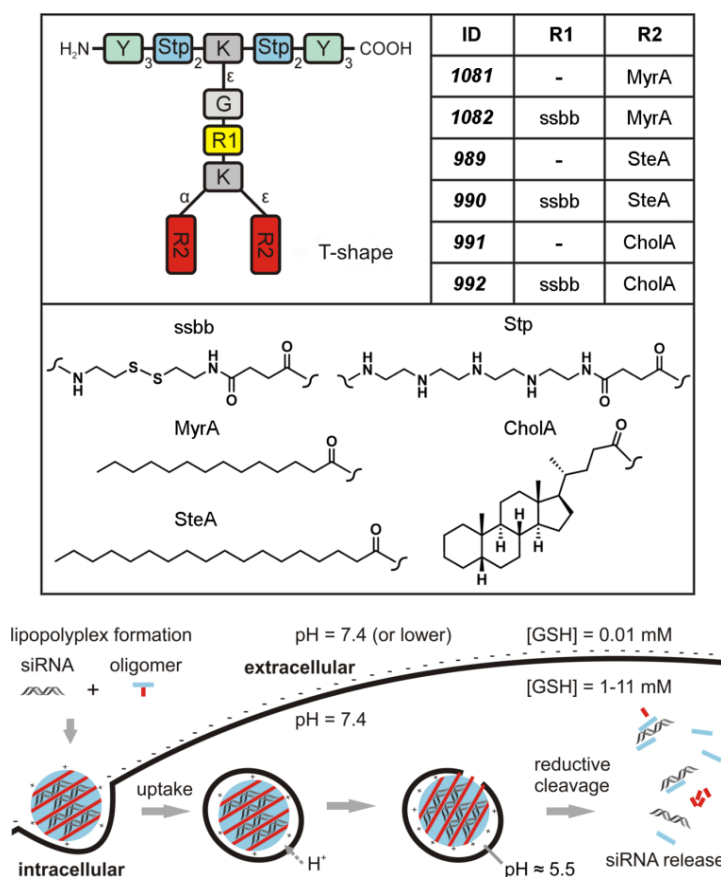 H₂N Y 3 Stp 2 K Stp 2 Y 3 COOH
ε
G
R1
K
α ε
R2 R2
T-shape
ID R1 R2
1081 - MyrA
1082 ssbb MyrA
989 - SteA
990 ssbb SteA
991 - CholA
992 ssbb CholA
ssbb Stp
N H S S H N O O
N H H N N H H N H N O O
MyrA CholA
O O
H H H H
SteA
O
lipopolyplex formation
siRNA + oligomer
pH = 7.4 (or lower) [GSH] = 0.01 mM
extracellular
[GSH] = 1-11 mM
pH = 7.4
uptake
reductive
cleavage
intracellular
H⁺
pH ≈ 5.5
siRNA release